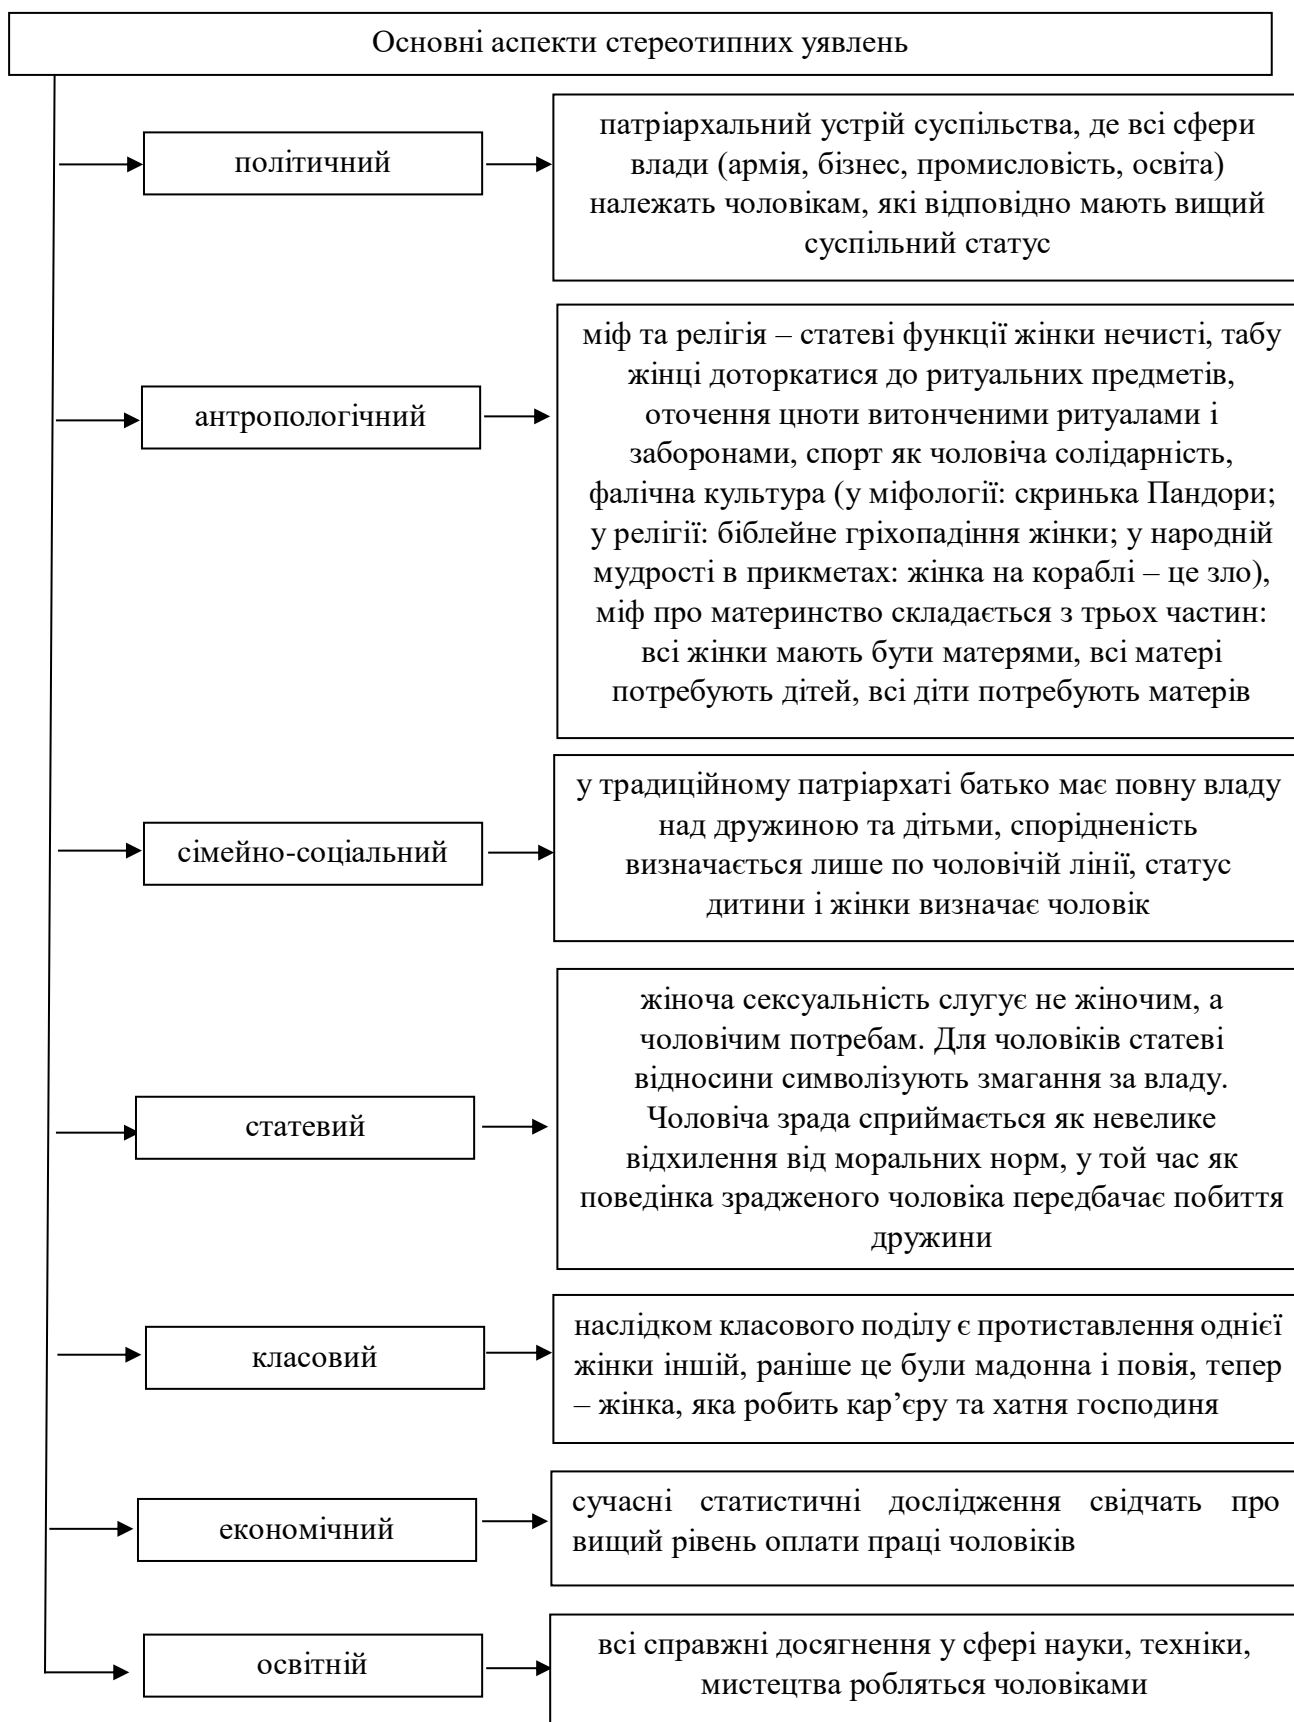 Основні аспекти стереотипних уявлень
політичний
патріархальний устрій суспільства, де всі сфери
влади (армія, бізнес, промисловість, освіта)
належать чоловікам, які відповідно мають вищий
суспільний статус
антропологічний
міф та релігія – статеві функції жінки нечисті, табу
жінці доторкатися до ритуальних предметів,
оточення цноти витонченими ритуалами і
заборонами, спорт як чоловіча солідарність,
фалічна культура (у міфології: скринька Пандори;
у релігії: біблейне гріхопадіння жінки; у народній
мудрості в прикметах: жінка на кораблі – це зло),
міф про материнство складається з трьох частин:
всі жінки мають бути матерями, всі матері
потребують дітей, всі діти потребують матерів
сімейно-соціальний
у традиційному патріархаті батько має повну владу
над дружиною та дітьми, спорідненість
визначається лише по чоловічій лінії, статус
дитини і жінки визначає чоловік
статевий
жіноча сексуальність слугує не жіночим, а
чоловічим потребам. Для чоловіків статеві
відносини символізують змагання за владу.
Чоловіча зрада сприймається як невелике
відхилення від моральних норм, у той час як
поведінка зрадженого чоловіка передбачає побиття
дружини
класовий
наслідком класового поділу є протиставлення однієї
жінки іншій, раніше це були мадонна і повія, тепер
– жінка, яка робить кар’єру та хатня господиня
економічний
сучасні статистичні дослідження свідчать про
вищий рівень оплати праці чоловіків
освітній
всі справжні досягнення у сфері науки, техніки,
мистецтва робляться чоловіками